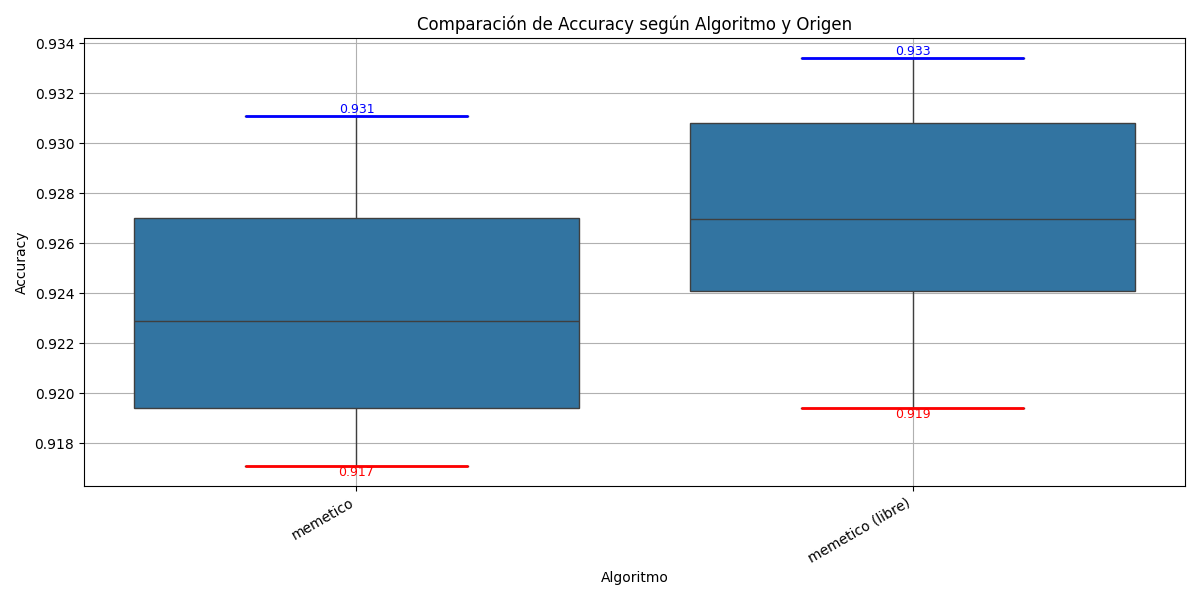 Comparación de Accuracy según Algoritmo y Origen
Accuracy
0.934
0.932
0.930
0.928
0.926
0.924
0.922
0.920
0.918
0.931
0.917
0.933
0.919
memetico
memetico (libre)
Algoritmo